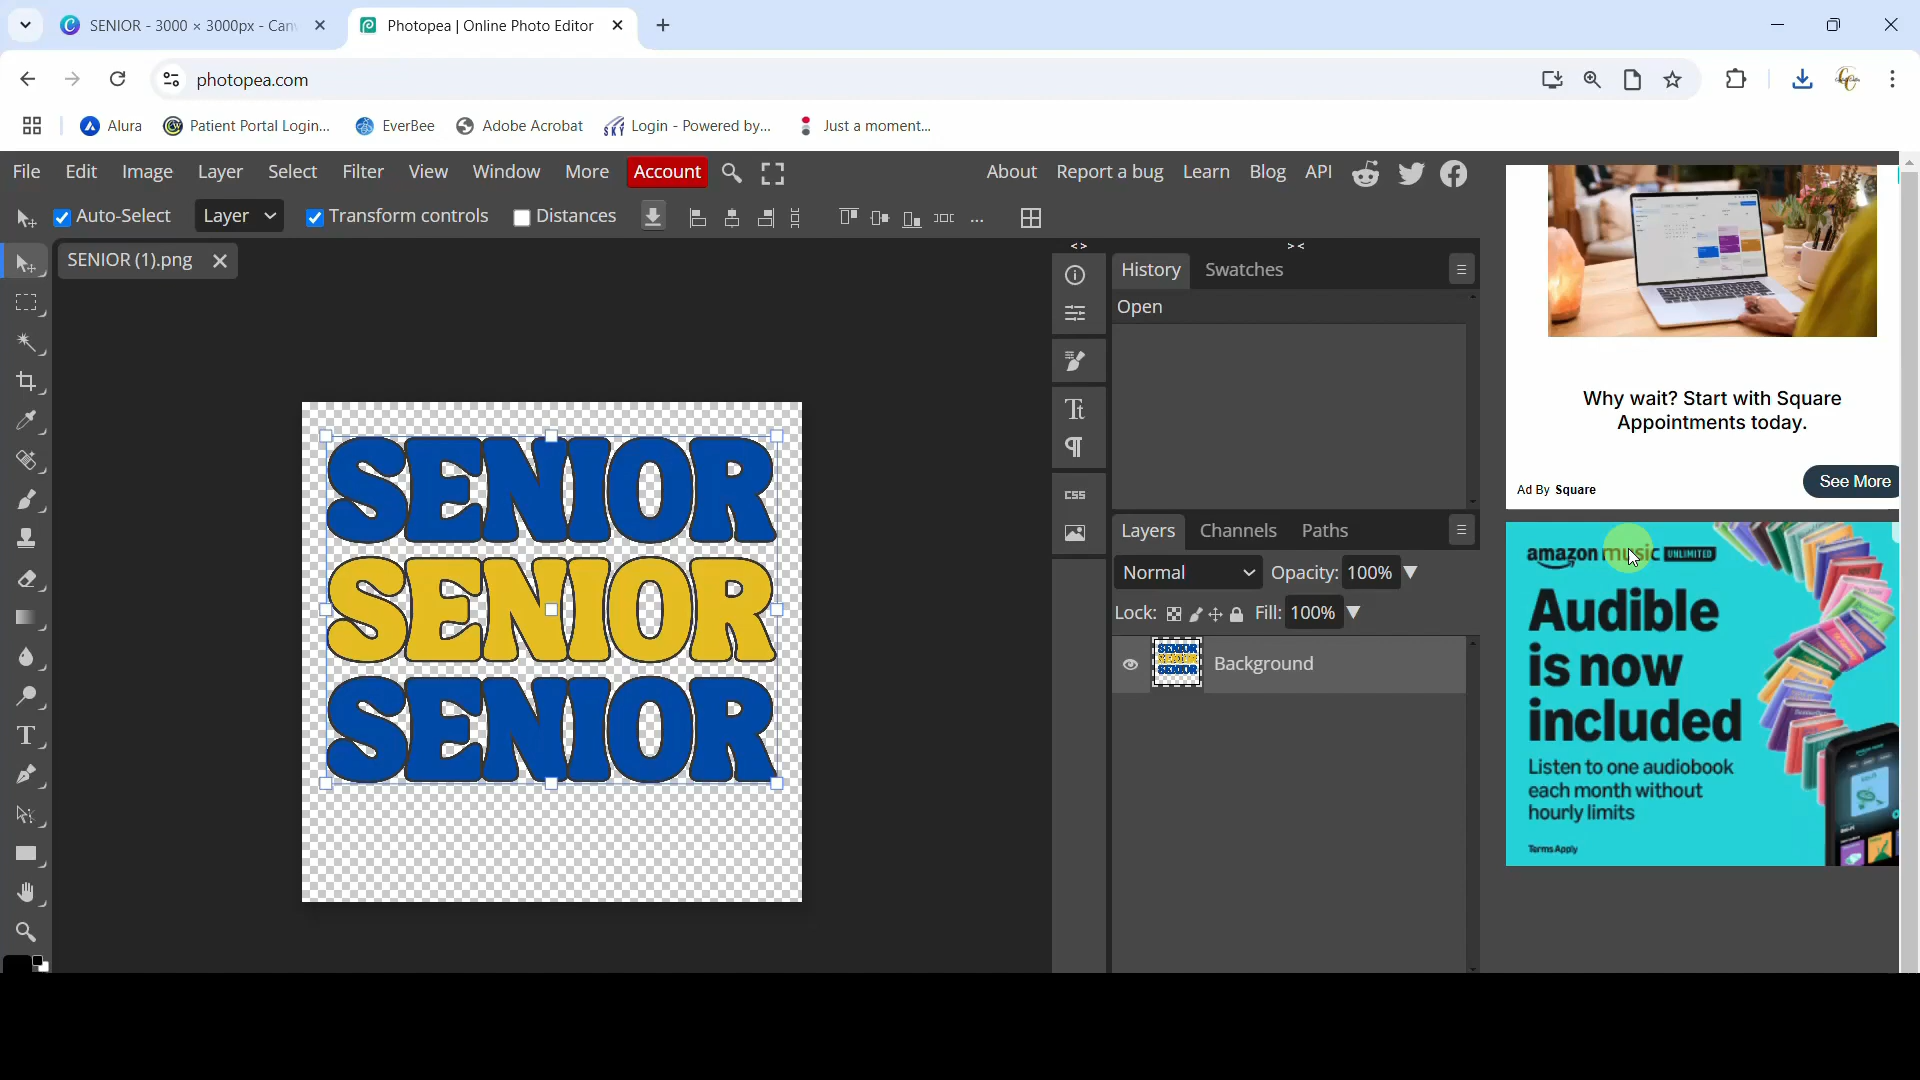 SENIOR - 3000 × 3000px - Can
Photopea | Online Photo Editor
photopea.com
Alura
Patient Portal Login...
EverBee
Adobe Acrobat
Login - Powered by...
Just a moment...
File Edit Image Layer Select Filter View Window More Account
About Report a bug Learn Blog API
Auto-Select Layer Transform controls Distances
SENIOR (1).png
History Swatches
Open
SENIOR
SENIOR
SENIOR
CSS
Layers Channels Paths
Normal Opacity: 100%
Lock: Fill: 100%
Background
Why wait? Start with Square
Appointments today.
Ad By Square
See More
amazon music UNLIMITED
Audible
is now
included
Listen to one audiobook
each month without
hourly limits
Terms Apply